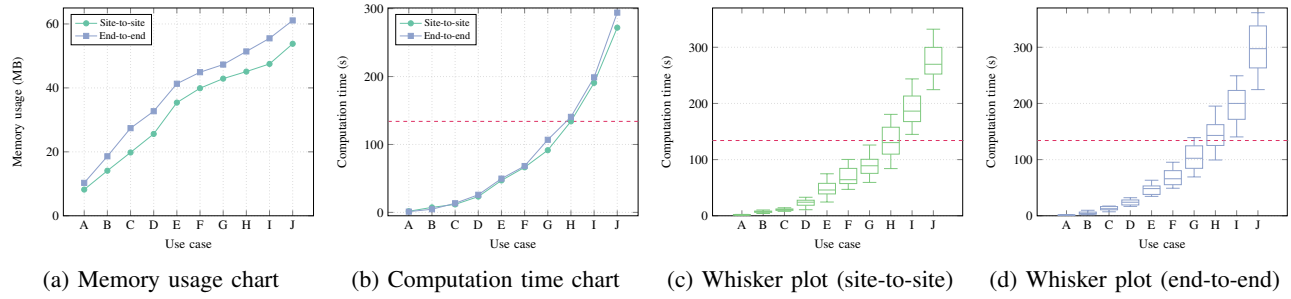 Memory usage (MB)
60
40
20
0
Site-to-site
End-to-end
A B C D E F G H I J
Use case
(a) Memory usage chart
Computation time (s)
300
200
100
0
Site-to-site
End-to-end
A B C D E F G H I J
Use case
(b) Computation time chart
Computation time (s)
300
200
100
0
A B C D E F G H I J
Use case
(c) Whisker plot (site-to-site)
Computation time (s)
300
200
100
0
A B C D E F G H I J
Use case
(d) Whisker plot (end-to-end)